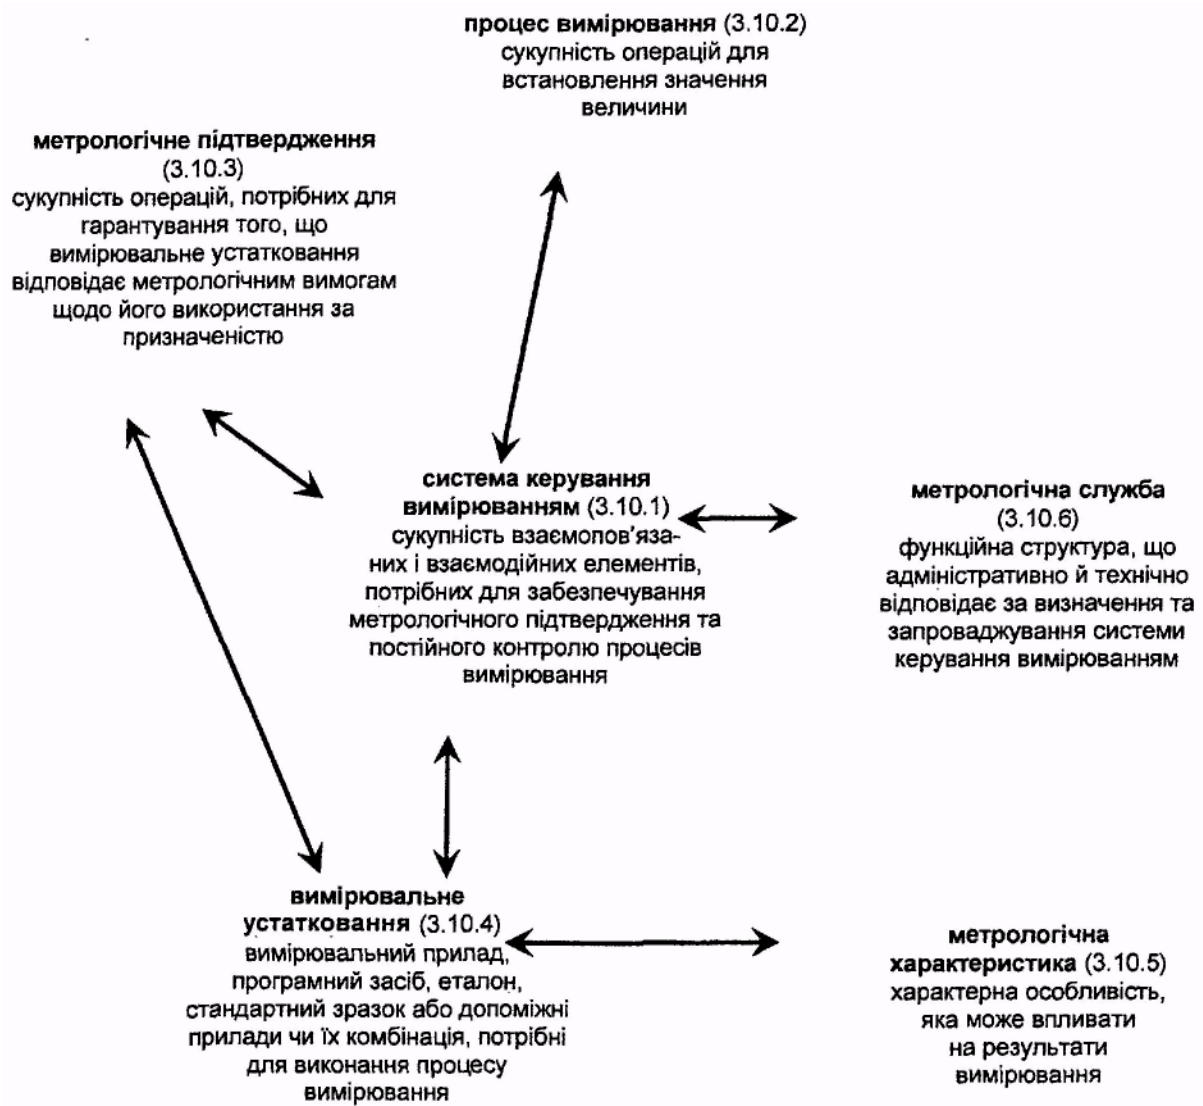 процес вимірювання (3.10.2)
сукупність операцій для
встановлення значення
величини
метрологічне підтвердження
(3.10.3)
сукупність операцій, потрібних для
гарантування того, що
вимірювальне устатковання
відповідає метрологічним вимогам
щодо його використання за
призначеністю
система керування
вимірюванням (3.10.1)
сукупність взаємопов’яза-
них і взаємодійних елементів,
потрібних для забезпечування
метрологічного підтвердження та
постійного контролю процесів
вимірювання
метрологічна служба
(3.10.6)
функційна структура, що
адміністративно й технічно
відповідає за визначення та
запроваджування системи
керування вимірюванням
вимірювальне
устатковання (3.10.4)
вимірювальний прилад,
програмний засіб, еталон,
стандартний зразок або допоміжні
прилади чи їх комбінація, потрібні
для виконання процесу
вимірювання
метрологічна
характеристика (3.10.5)
характерна особливість,
яка може впливати
на результати
вимірювання